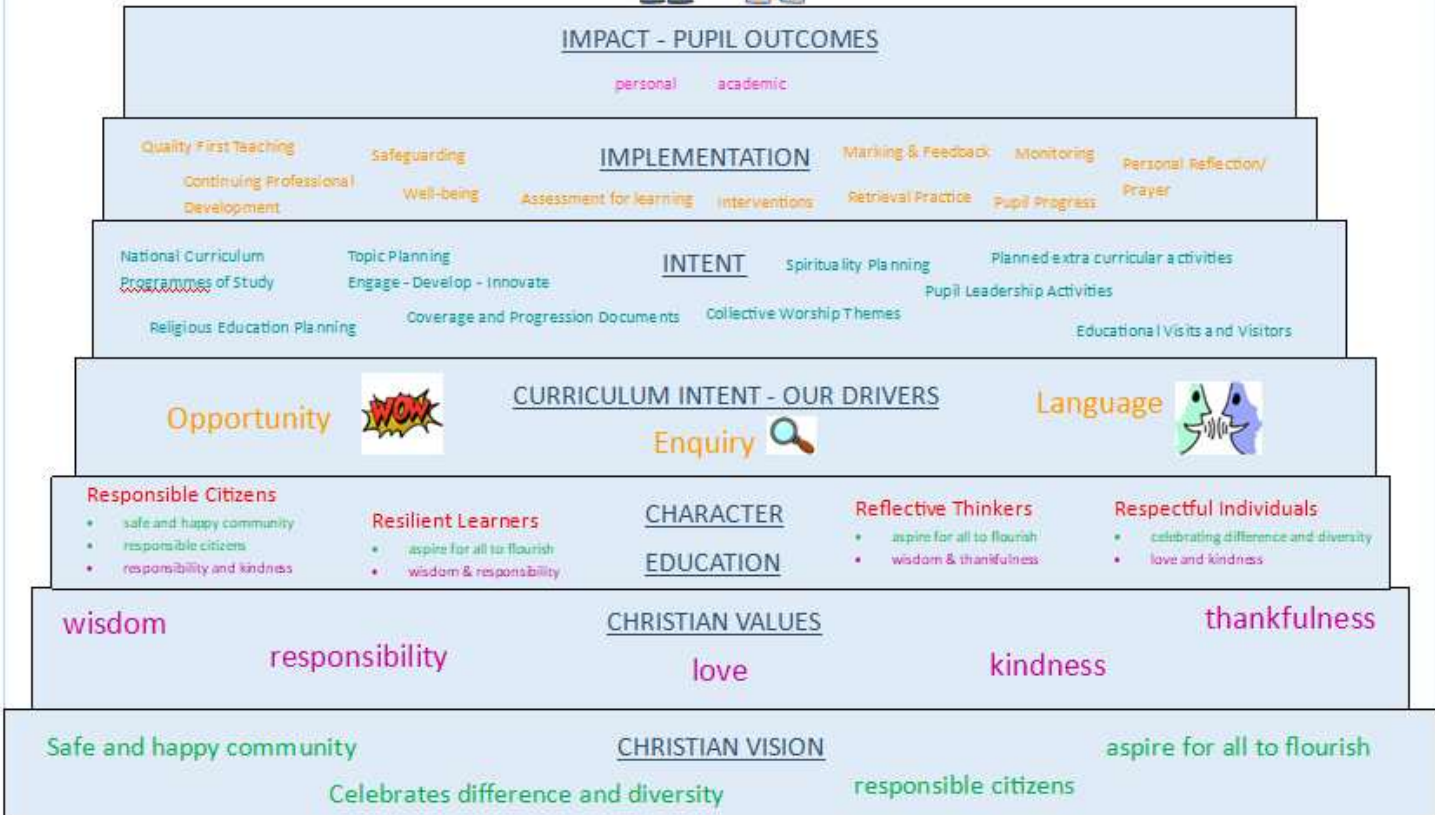 IMPACT - PUPIL OUTCOMES
personal academic
Quality First Teaching
Safeguarding
IMPLEMENTATION
Marking & Feedback
Monitoring
Personal Reflection/
Prayer
Continuing Professional
Development
Well-being
Assessment for learning
Interventions
Retrieval Practice
Pupil Progress
National Curriculum
Programmes of Study
Topic Planning
Engage - Develop - Innovate
INTENT
Spirituality Planning
Planned extra curricular activities
Pupil Leadership Activities
Religious Education Planning
Coverage and Progression Documents
Collective Worship Themes
Educational Visits and Visitors
CURRICULUM INTENT - OUR DRIVERS
Opportunity
WOW
Enquiry
Language
Responsible Citizens
• safe and happy community
• responsible citizens
• responsibility and kindness
Resilient Learners
• aspire for all to flourish
• wisdom & responsibility
CHARACTER
EDUCATION
Reflective Thinkers
• aspire for all to flourish
• wisdom & thankfulness
Respectful Individuals
• celebrating difference and diversity
• love and kindness
CHRISTIAN VALUES
wisdom
responsibility
love
kindness
thankfulness
Safe and happy community
CHRISTIAN VISION
aspire for all to flourish
Celebrates difference and diversity
responsible citizens